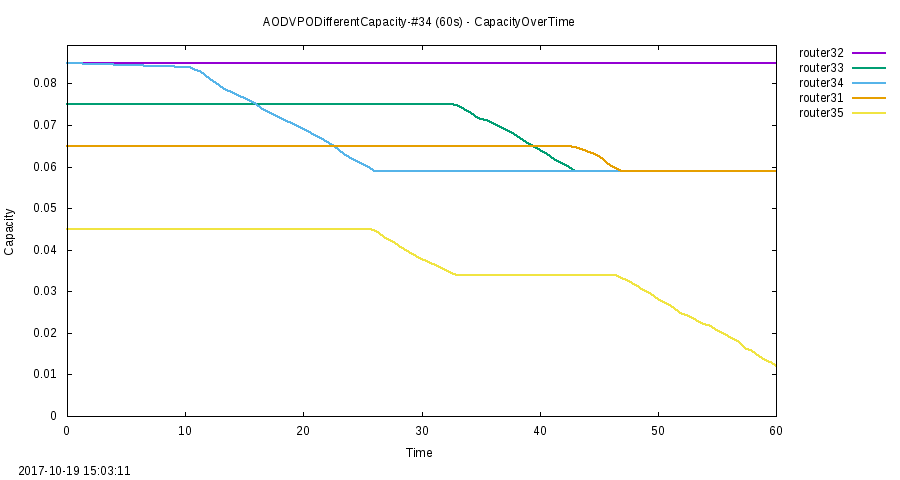 AODVPODifferentCapacity-#34 (60s) - CapacityOverTime
router32
router33
router34
router31
router35
0.08
0.07
0.06
0.05
0.04
0.03
0.02
0.01
0
Capacity
0 10 20 30 40 50 60
Time
2017-10-19 15:03:11